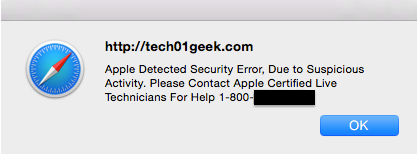 http://tech01geek.com
Apple Detected Security Error, Due to Suspicious
Activity. Please Contact Apple Certified Live
Technicians For Help 1-800-
OK